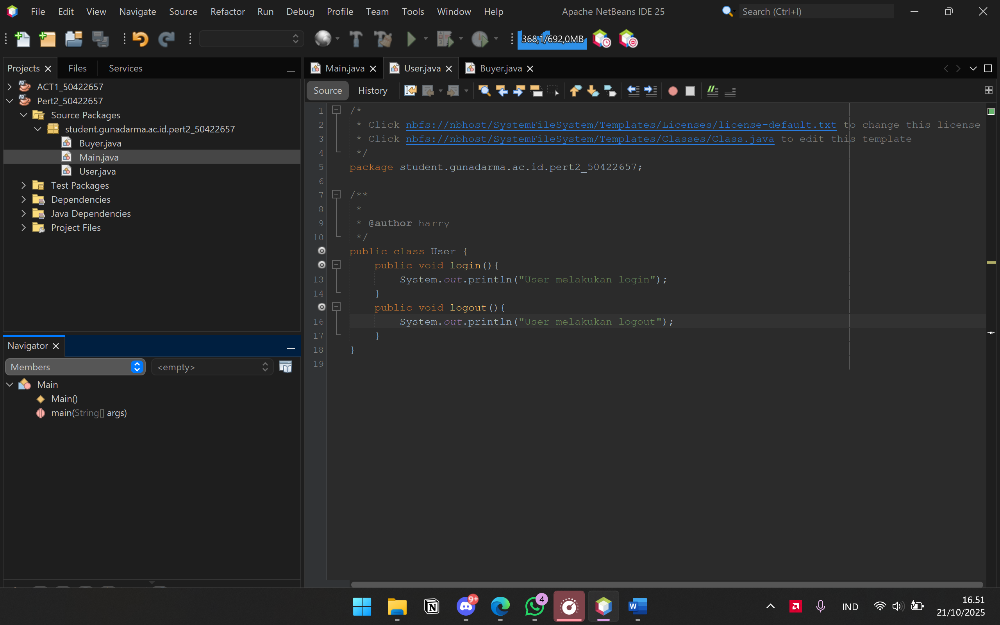 File Edit View Navigate Source Refactor Run Debug Profile Team Tools Window Help Apache NetBeans IDE 25 Search (Ctrl+I)
368,1/692,0MB
Projects Files Services
ACT1_50422657
Pert2_50422657
Source Packages
student.gunadarma.ac.id.pert2_50422657
Buyer.java
Main.java
User.java
Test Packages
Dependencies
Java Dependencies
Project Files
Navigator
Members <empty>
Main
Main()
main(String[] args)
Main.java User.java Buyer.java
Source History
1 /*
2 * Click nbfs://nbhost/SystemFileSystem/Templates/Licenses/license-default.txt to change this license
3 * Click nbfs://nbhost/SystemFileSystem/Templates/Classes/Class.java to edit this template
4 */
5 package student.gunadarma.ac.id.pert2_50422657;
6
7 /**
8 *
9 * @author harry
10 */
public class User {
public void login(){
13 System.out.println("User melakukan login");
14 }
public void logout(){
16 System.out.println("User melakukan logout");
17 }
18 }
19
9+ 4 IND 16.51
21/10/2025